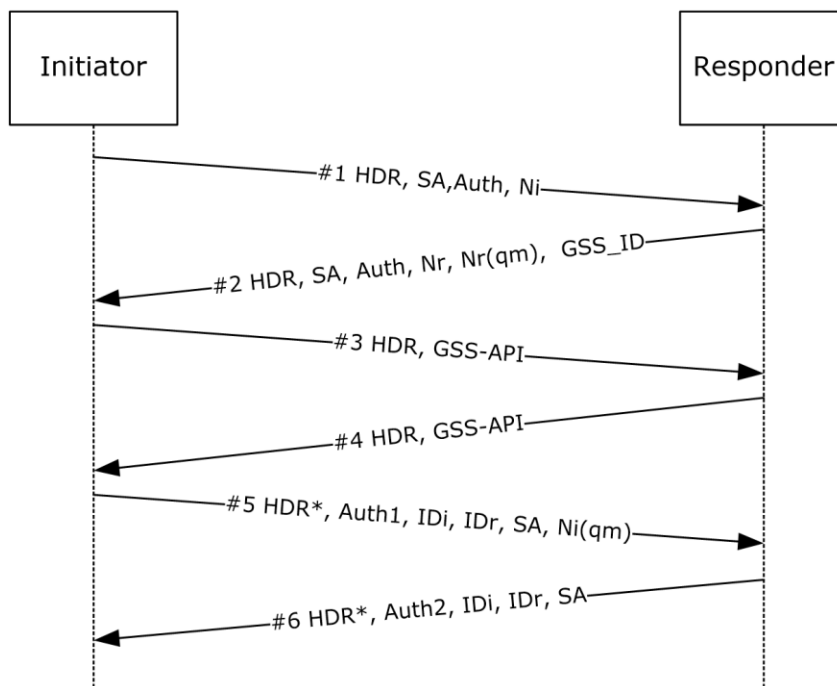 Initiator
Responder
#1 HDR, SA,Auth, Ni
#2 HDR, SA, Auth, Nr, Nr(qm), GSS_ID
#3 HDR, GSS-API
#4 HDR, GSS-API
#5 HDR*, Auth1, IDi, IDr, SA, Ni(qm)
#6 HDR*, Auth2, IDi, IDr, SA